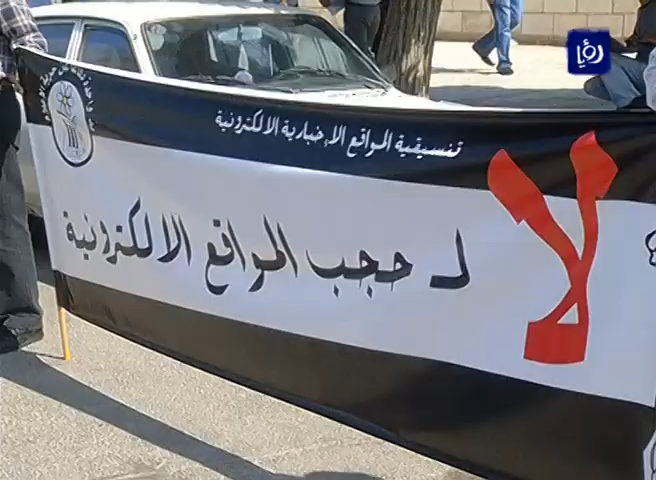 رؤيا
تنسيقية المواقع الإخبارية الالكترونية
لا
لـ حجب المواقع الالكترونية